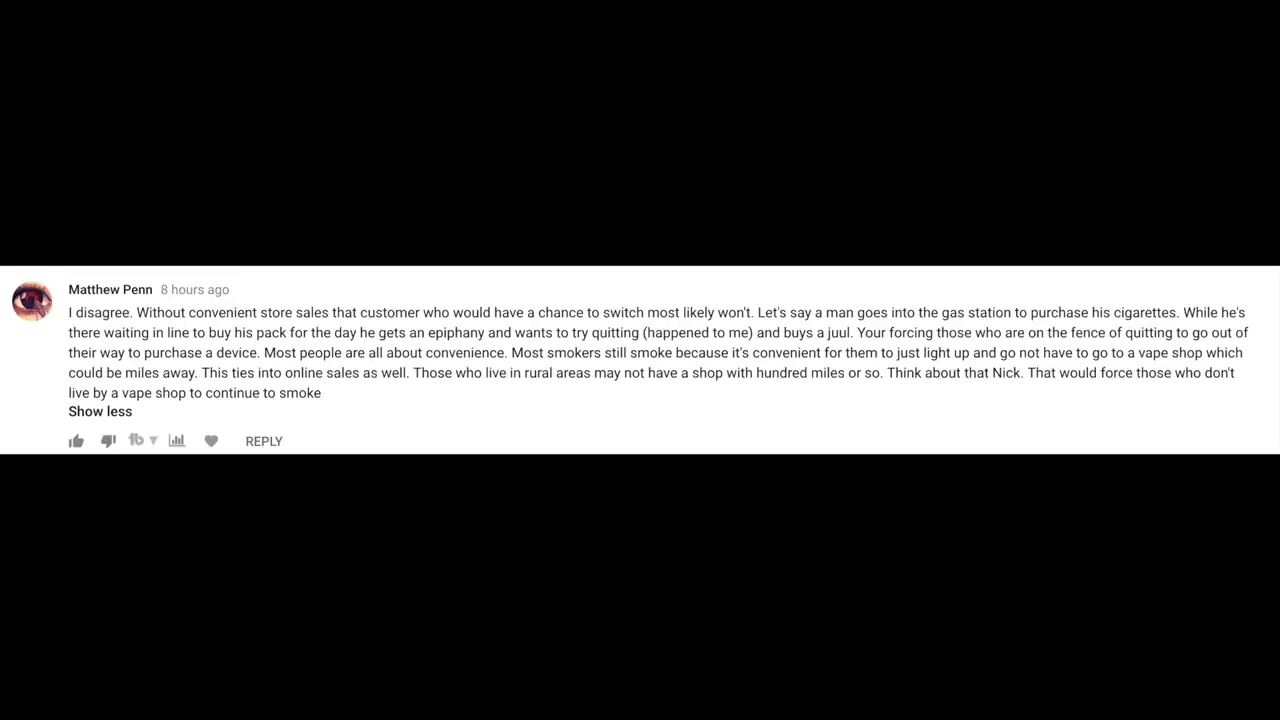 Matthew Penn 8 hours ago
I disagree. Without convenient store sales that customer who would have a chance to switch most likely won't. Let's say a man goes into the gas station to purchase his cigarettes. While he's
there waiting in line to buy his pack for the day he gets an epiphany and wants to try quitting (happened to me) and buys a juul. Your forcing those who are on the fence of quitting to go out of
their way to purchase a device. Most people are all about convenience. Most smokers still smoke because it's convenient for them to just light up and go not have to go to a vape shop which
could be miles away. This ties into online sales as well. Those who live in rural areas may not have a shop with hundred miles or so. Think about that Nick. That would force those who don't
live by a vape shop to continue to smoke
Show less
REPLY